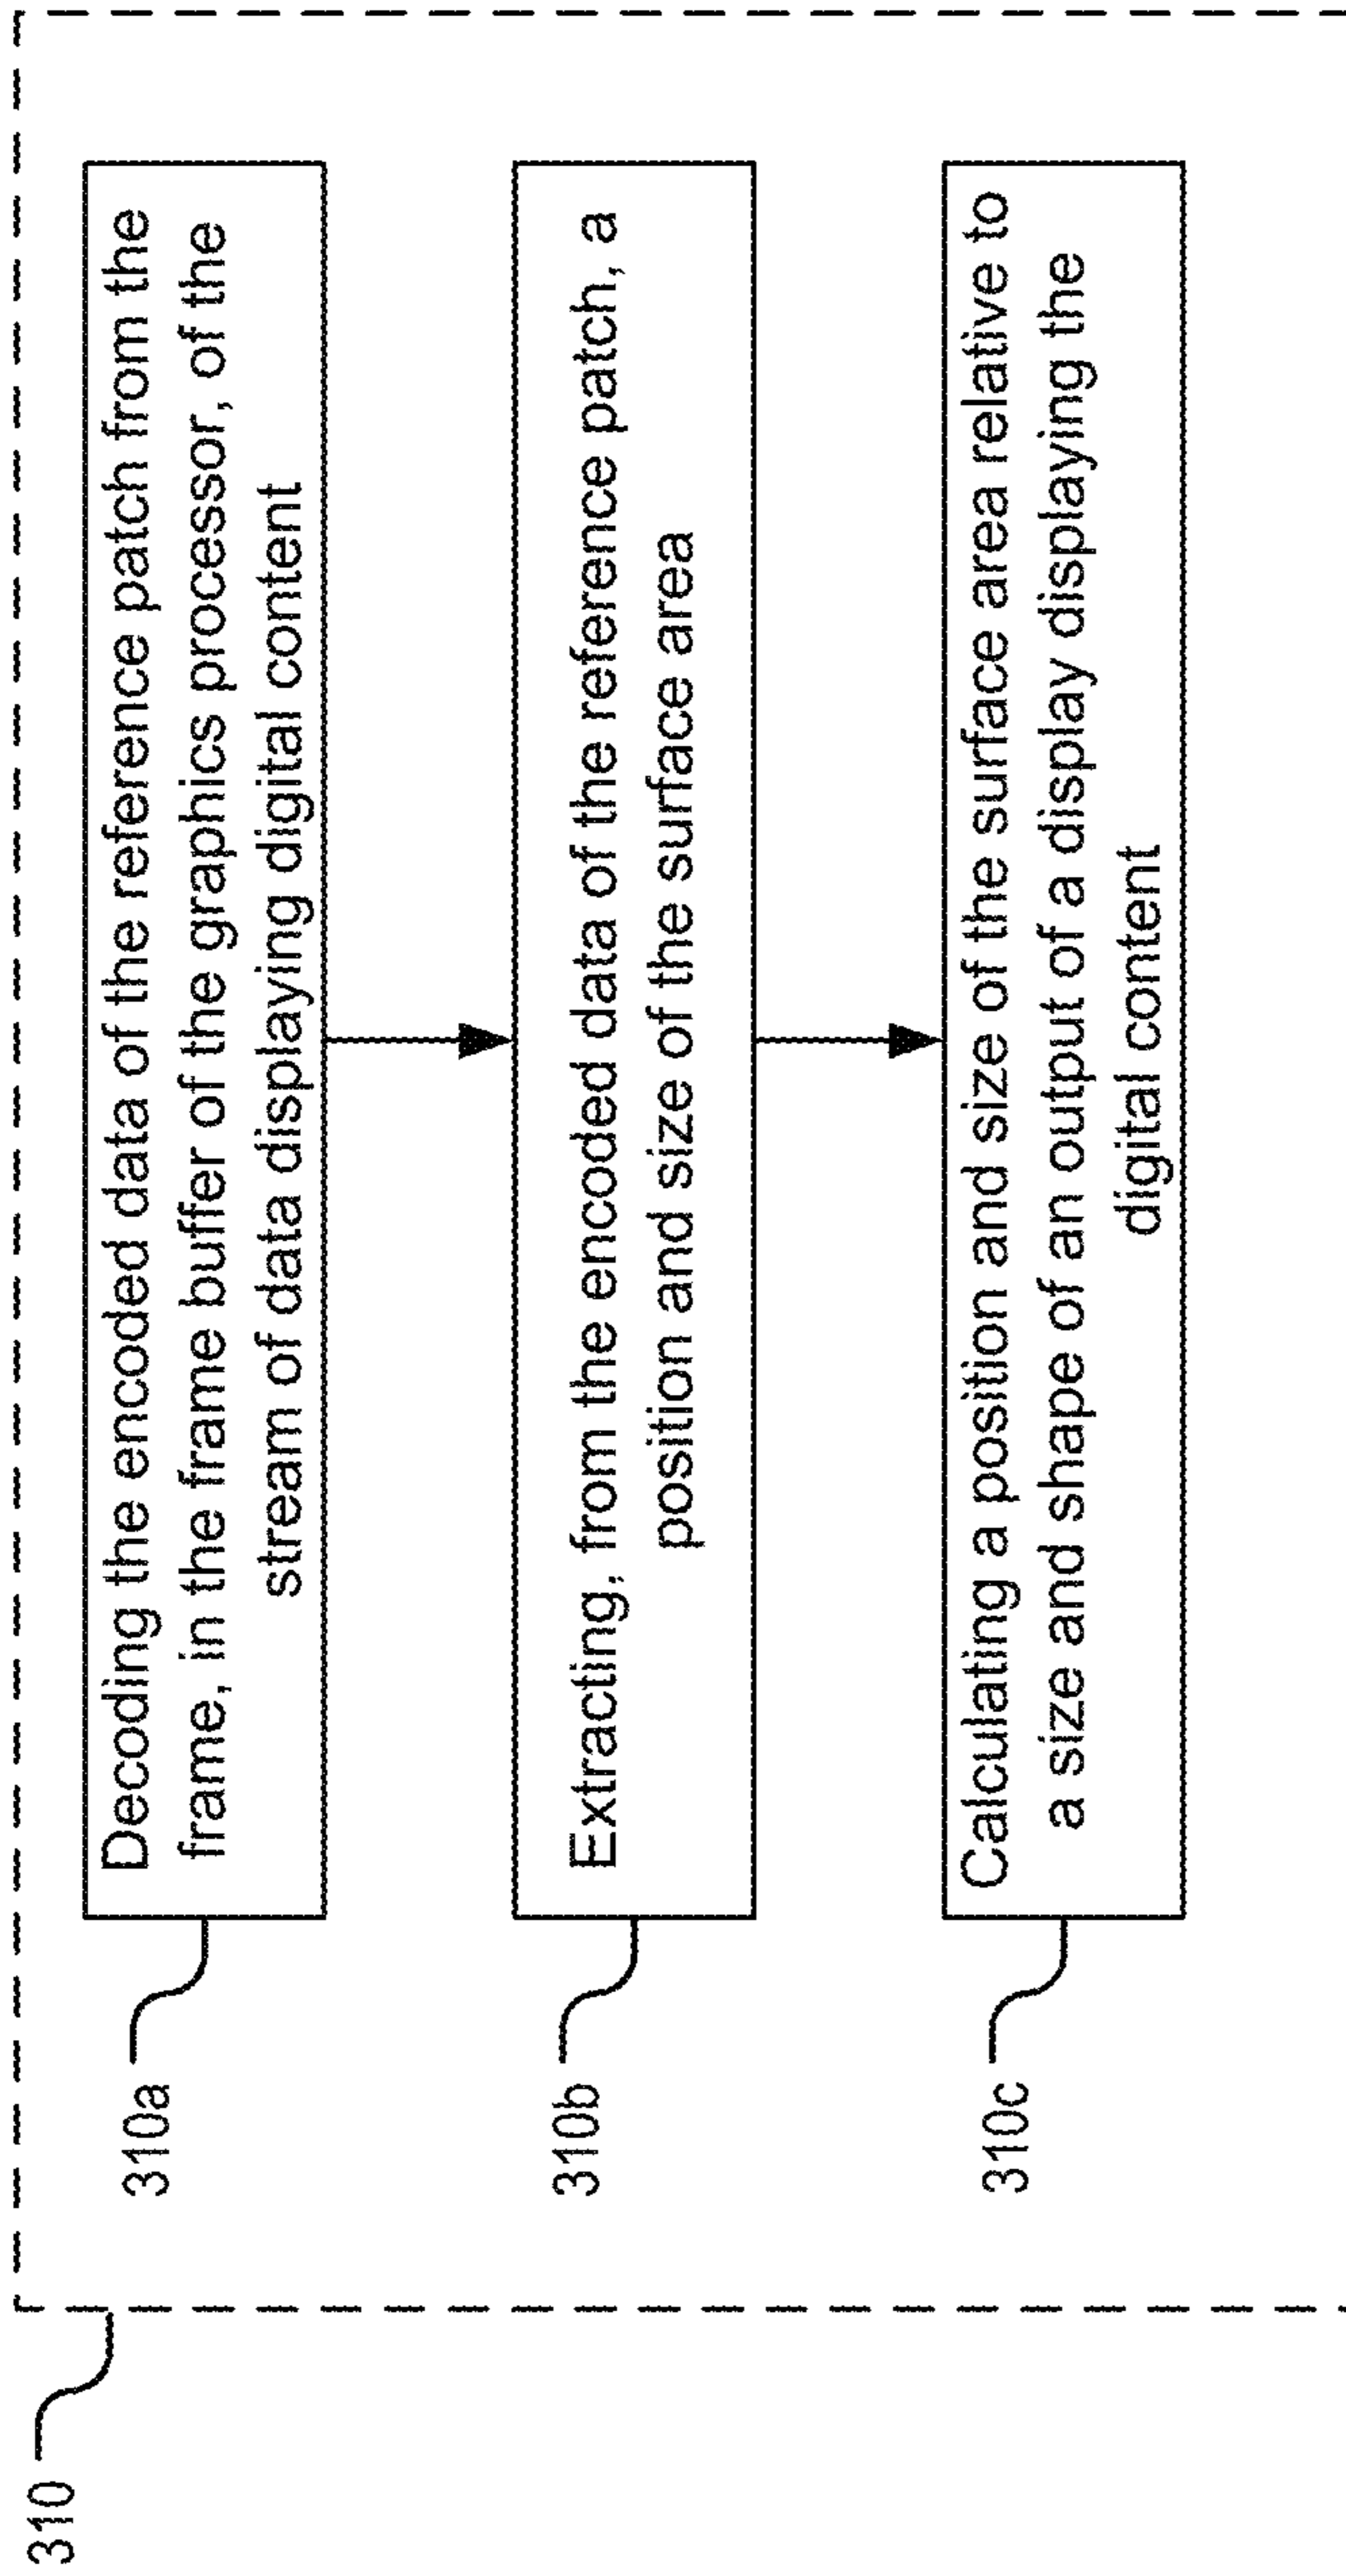 310
310a
Decoding the encoded data of the reference patch from the
frame, in the frame buffer of the graphics processor, of the
stream of data displaying digital content
310b
Extracting, from the encoded data of the reference patch, a
position and size of the surface area
310c
Calculating a position and size of the surface area relative to
a size and shape of an output of a display displaying the
digital content